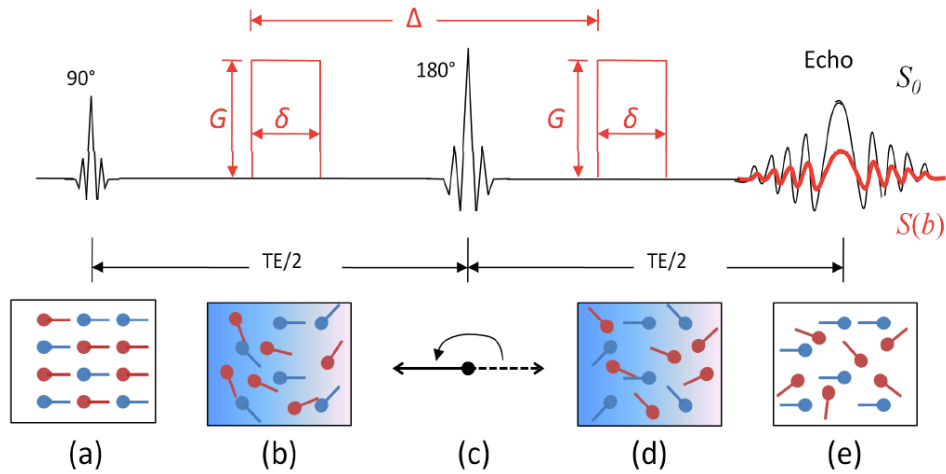 Δ
90°
180°
Echo
S₀
G
δ
G
δ
S(b)
TE/2
TE/2
(a)
(b)
(c)
(d)
(e)